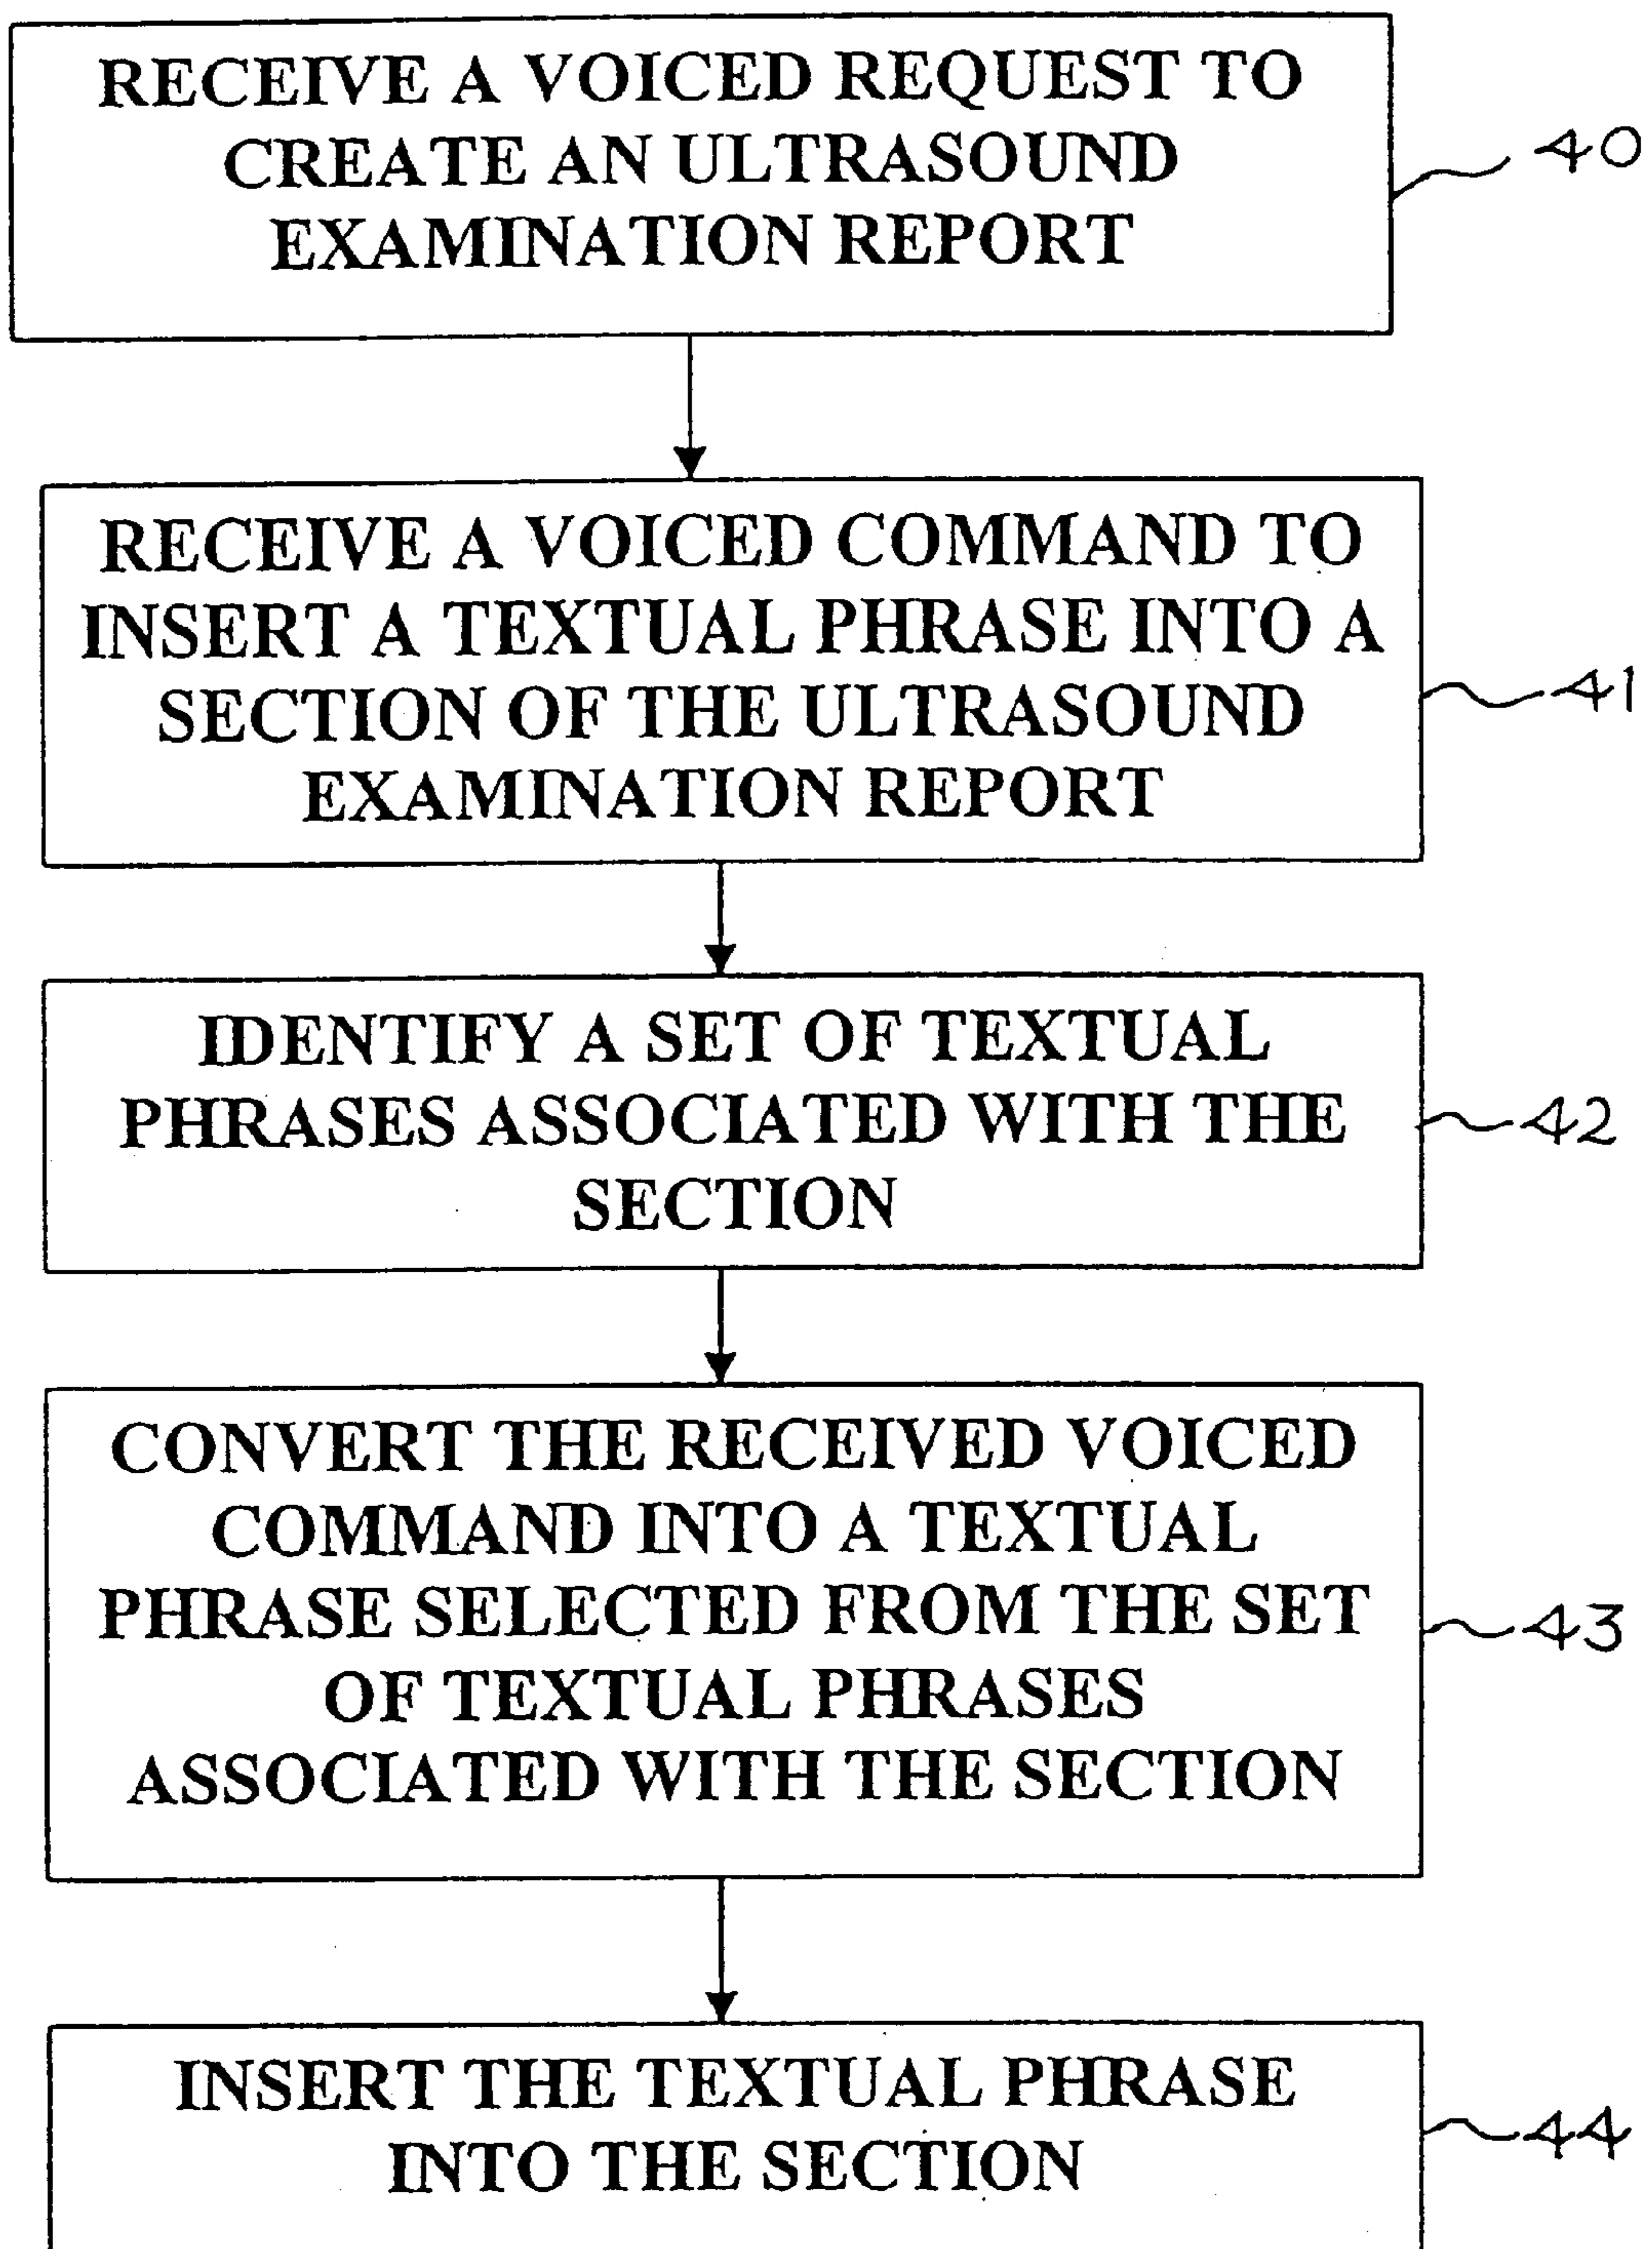 RECEIVE A VOICED REQUEST TO
CREATE AN ULTRASOUND
EXAMINATION REPORT
40
RECEIVE A VOICED COMMAND TO
INSERT A TEXTUAL PHRASE INTO A
SECTION OF THE ULTRASOUND
EXAMINATION REPORT
41
IDENTIFY A SET OF TEXTUAL
PHRASES ASSOCIATED WITH THE
SECTION
42
CONVERT THE RECEIVED VOICED
COMMAND INTO A TEXTUAL
PHRASE SELECTED FROM THE SET
OF TEXTUAL PHRASES
ASSOCIATED WITH THE SECTION
43
INSERT THE TEXTUAL PHRASE
INTO THE SECTION
44